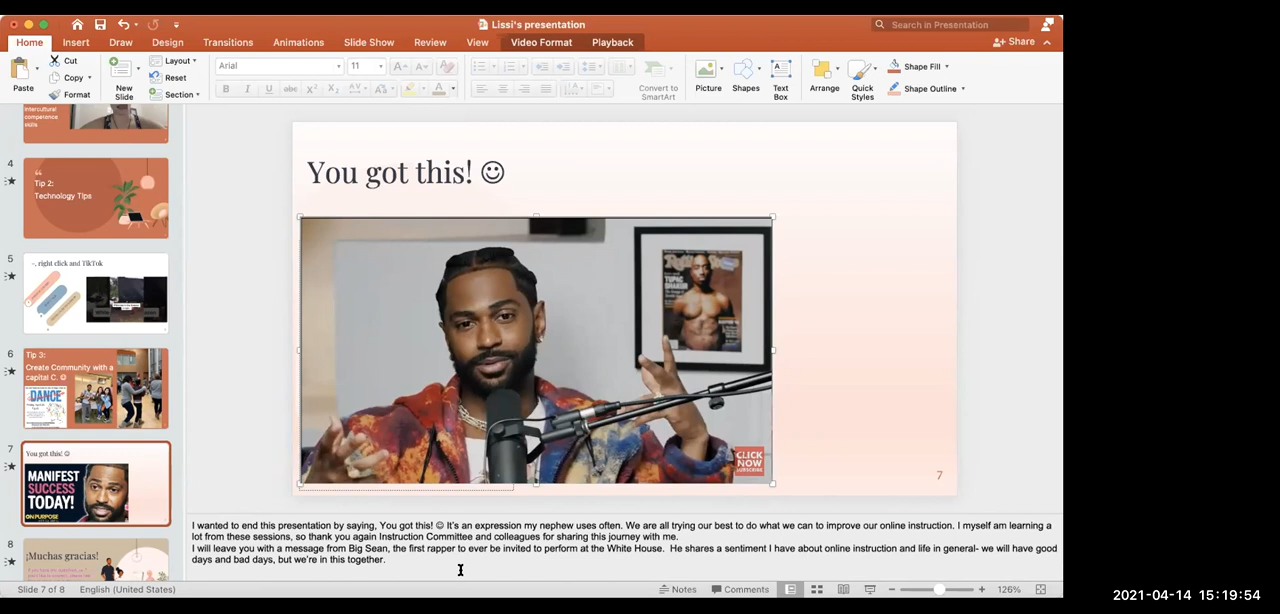 Lissi's presentation
Search in Presentation
Home Insert Draw Design Transitions Animations Slide Show Review View Video Format Playback
Share
Paste
Cut
Copy
Format
New Slide
Layout
Reset
Section
Arial 11
Convert to SmartArt
Picture
Shapes
Text Box
Arrange
Quick Styles
Shape Fill
Shape Outline
intercultural
competence
skills
4
Tip 2:
Technology Tips
5
-, right click and TikTok
6
Tip 3:
Create Community with a
capital C. ☺
DANCE
7
You got this! ☺
MANIFEST
SUCCESS
TODAY!
ON PURPOSE
8
¡Muchas gracias!
You got this! ☺
TUPAC
SHAKUR
CLICK
NOW
SUBSCRIBE
7
I wanted to end this presentation by saying, You got this! ☺ It's an expression my nephew uses often. We are all trying our best to do what we can to improve our online instruction. I myself am learning a
lot from these sessions, so thank you again Instruction Committee and colleagues for sharing this journey with me.
I will leave you with a message from Big Sean, the first rapper to ever be invited to perform at the White House.  He shares a sentiment I have about online instruction and life in general- we will have good
days and bad days, but we're in this together.
Slide 7 of 8 English (United States) Notes Comments 126%
2021-04-14 15:19:54